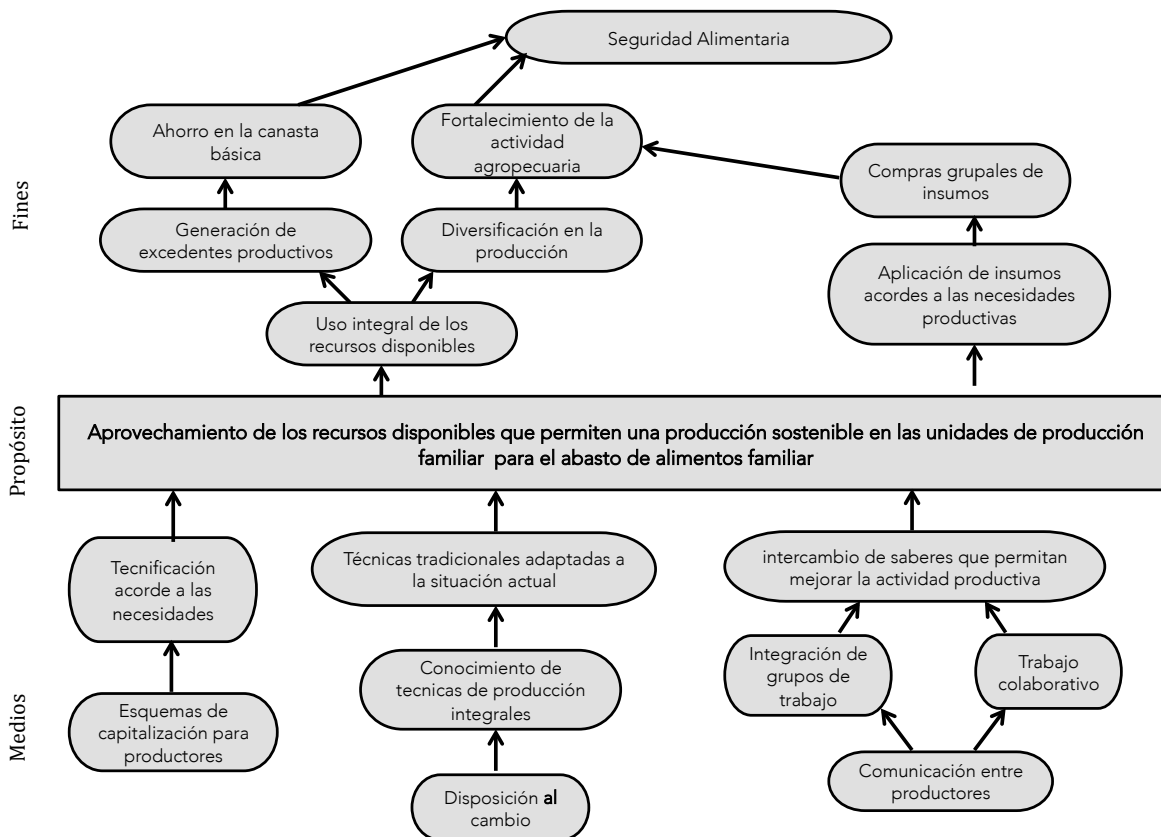 Seguridad Alimentaria
Ahorro en la canasta
básica
Fortalecimiento de la
actividad
agropecuaria
Compras grupales de
insumos
Fines
Generación de
excedentes productivos
Diversificación en la
producción
Aplicación de insumos
acordes a las necesidades
productivas
Uso integral de los
recursos disponibles
Propósito
Aprovechamiento de los recursos disponibles que permiten una producción sostenible en las unidades de producción
familiar para el abasto de alimentos familiar
Tecnificación
acorde a las
necesidades
Técnicas tradicionales adaptadas a
la situación actual
intercambio de saberes que permitan
mejorar la actividad productiva
Medios
Integración de
grupos de
trabajo
Trabajo
colaborativo
Conocimiento de
tecnicas de producción
integrales
Esquemas de
capitalización para
productores
Comunicación entre
productores
Disposición al
cambio